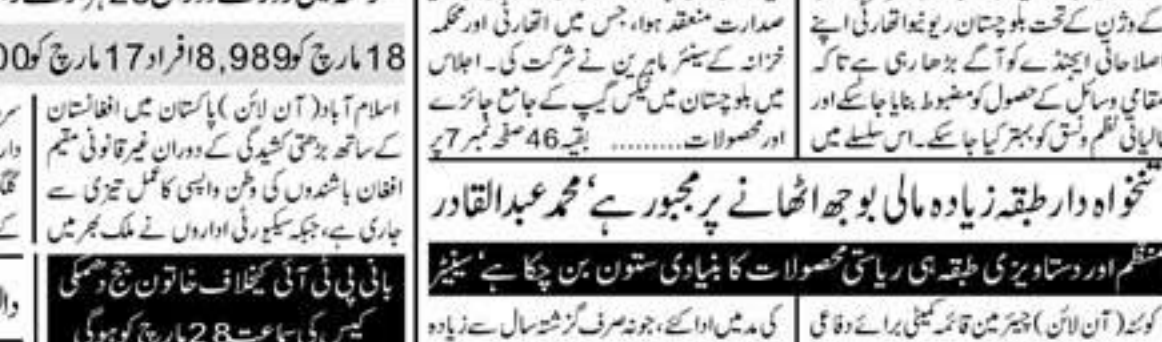 کے وژن کے تحت بلوچستان ریونیو اتھارٹی اپنے
اصلاحاتی ایجنڈے کو آگے بڑھا رہی ہے تا کہ
مقامی وسائل کے حصول کو مضبوط بنایا جا سکے اور
مالیاتی نظم ونسق کو بہتر کیا جا سکے۔ اس سلسلے میں
صدارت منعقد ہوا، جس میں اتھارٹی اور محکمہ
خزانہ کے سینئر ماہرین نے شرکت کی۔ اجلاس
میں بلوچستان میں ٹیکس گیپ کے جامع جائزے
اور محصولات ......... بقیہ 46 صفحہ نمبر 7 پر
تنخواہ دار طبقہ زیادہ مالی بوجھ اٹھانے پر مجبور ہے‘ محمد عبدالقادر
منظم اور دستاویزی طبقہ ہی ریاستی محصولات کا بنیادی ستون بن چکا ہے‘ سینیٹر
کوئٹہ (آن لائن) چیئرمین قائمہ کمیٹی برائے دفاعی
کی مد میں ادا کئے، جو نہ صرف گزشتہ سال سے زیادہ
18 مارچ کو 8,989 افراد 17 مارچ کو 00
اسلام آباد (آن لائن) پاکستان میں افغانستان
کے ساتھ بڑھتی کشیدگی کے دوران غیر قانونی مقیم
افغان باشندوں کی وطن واپسی کا عمل تیزی سے
جاری ہے، جبکہ سیکیورٹی اداروں نے ملک بھر میں
بانی پی ٹی آئی کیخلاف خاتون جج دھمکی
کیس کی سماعت 28 مارچ کو ہوگی